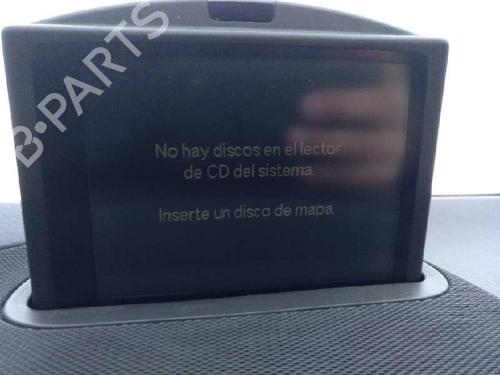 B-PARTS
No hay discos en el lector
de CD del sistema.
Inserte un disco de mapa.